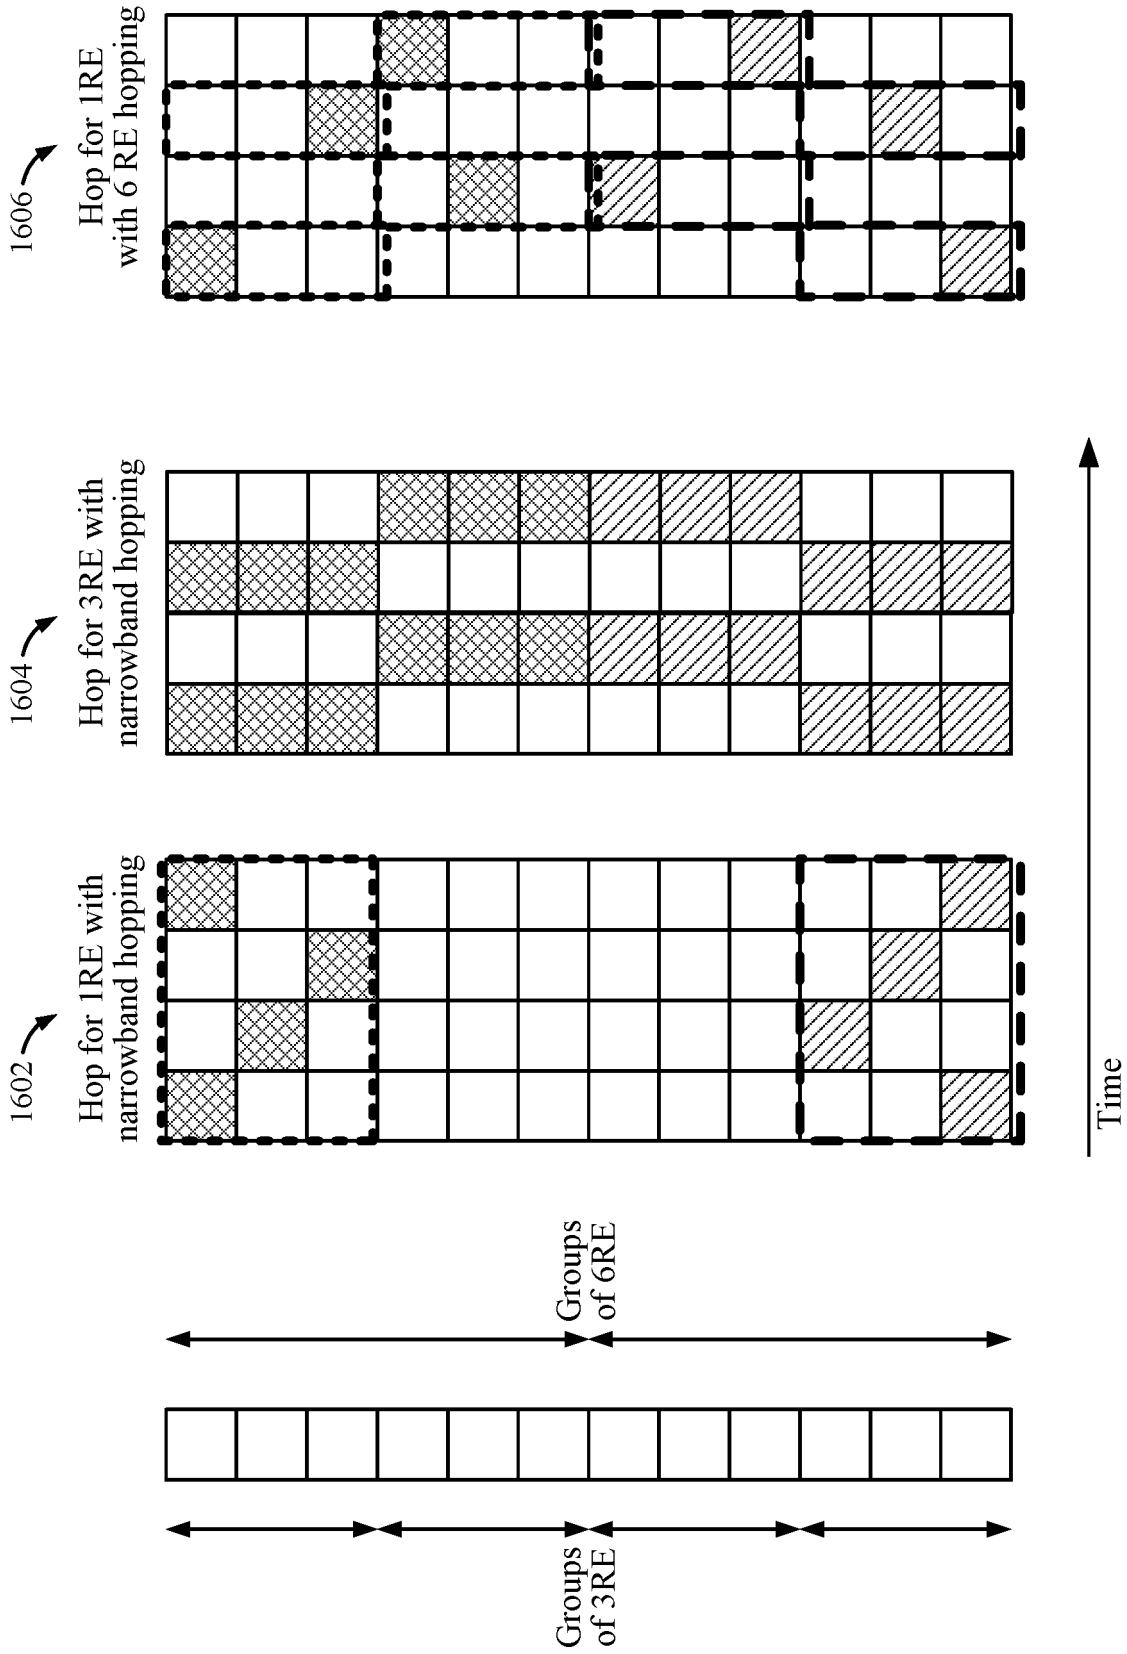 Groups
of 3RE
Groups
of 6RE
1602
Hop for 1RE with
narrowband hopping
1604
Hop for 3RE with
narrowband hopping
1606
Hop for 1RE
with 6 RE hopping
Time